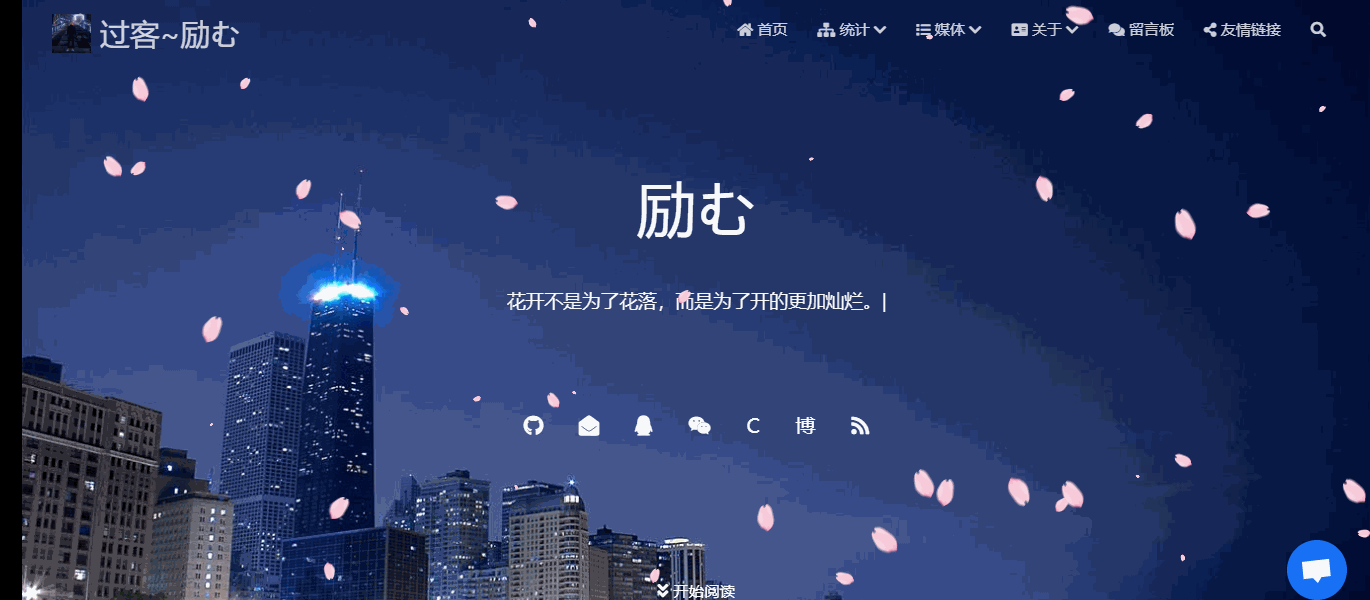 过客~励む
首页 统计 媒体 关于 留言板 友情链接
励む
花开不是为了花落，而是为了开的更加灿烂。|
C 博
开始阅读